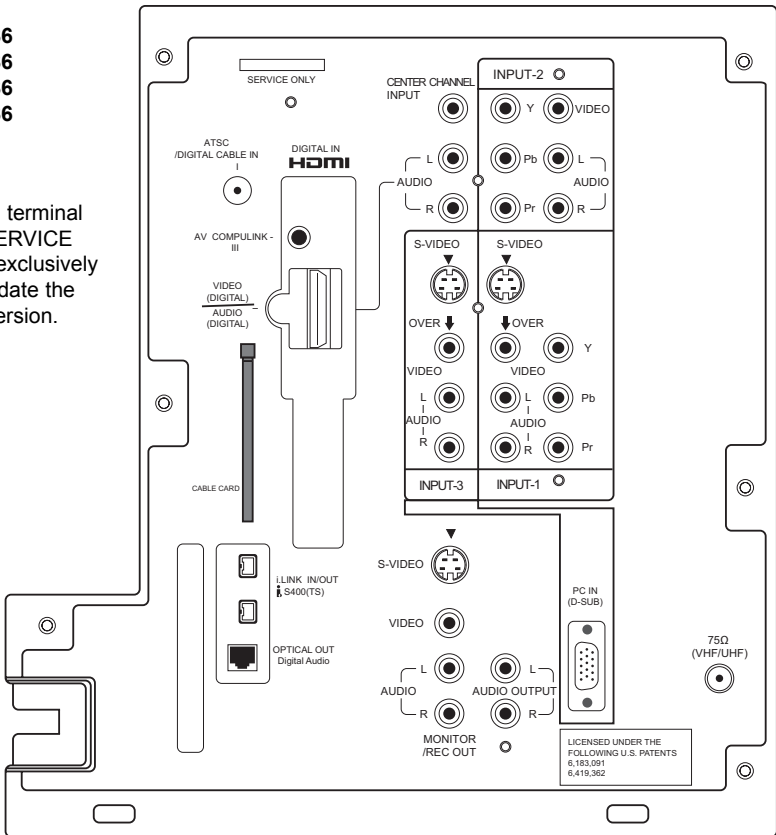 6
6
6
6
terminal
ERVICE
exclusively
date the
ersion.
SERVICE ONLY
ATSC
/DIGITAL CABLE IN
DIGITAL IN
HDMI
AV COMPULINK -
III
VIDEO
(DIGITAL)
AUDIO
(DIGITAL)
CABLE CARD
i.LINK IN/OUT
S400(TS)
OPTICAL OUT
Digital Audio
CENTER CHANNEL
INPUT
L
AUDIO
R
INPUT-2
Y VIDEO
Pb L
AUDIO
Pr R
S-VIDEO
OVER
VIDEO
L
AUDIO
R
INPUT-3
S-VIDEO
OVER
Y
VIDEO
L Pb
AUDIO
R Pr
INPUT-1
S-VIDEO
VIDEO
L
AUDIO
R
MONITOR
/REC OUT
L
AUDIO OUTPUT
R
PC IN
(D-SUB)
75Ω
(VHF/UHF)
LICENSED UNDER THE
FOLLOWING U.S. PATENTS
6,183,091
6,419,362